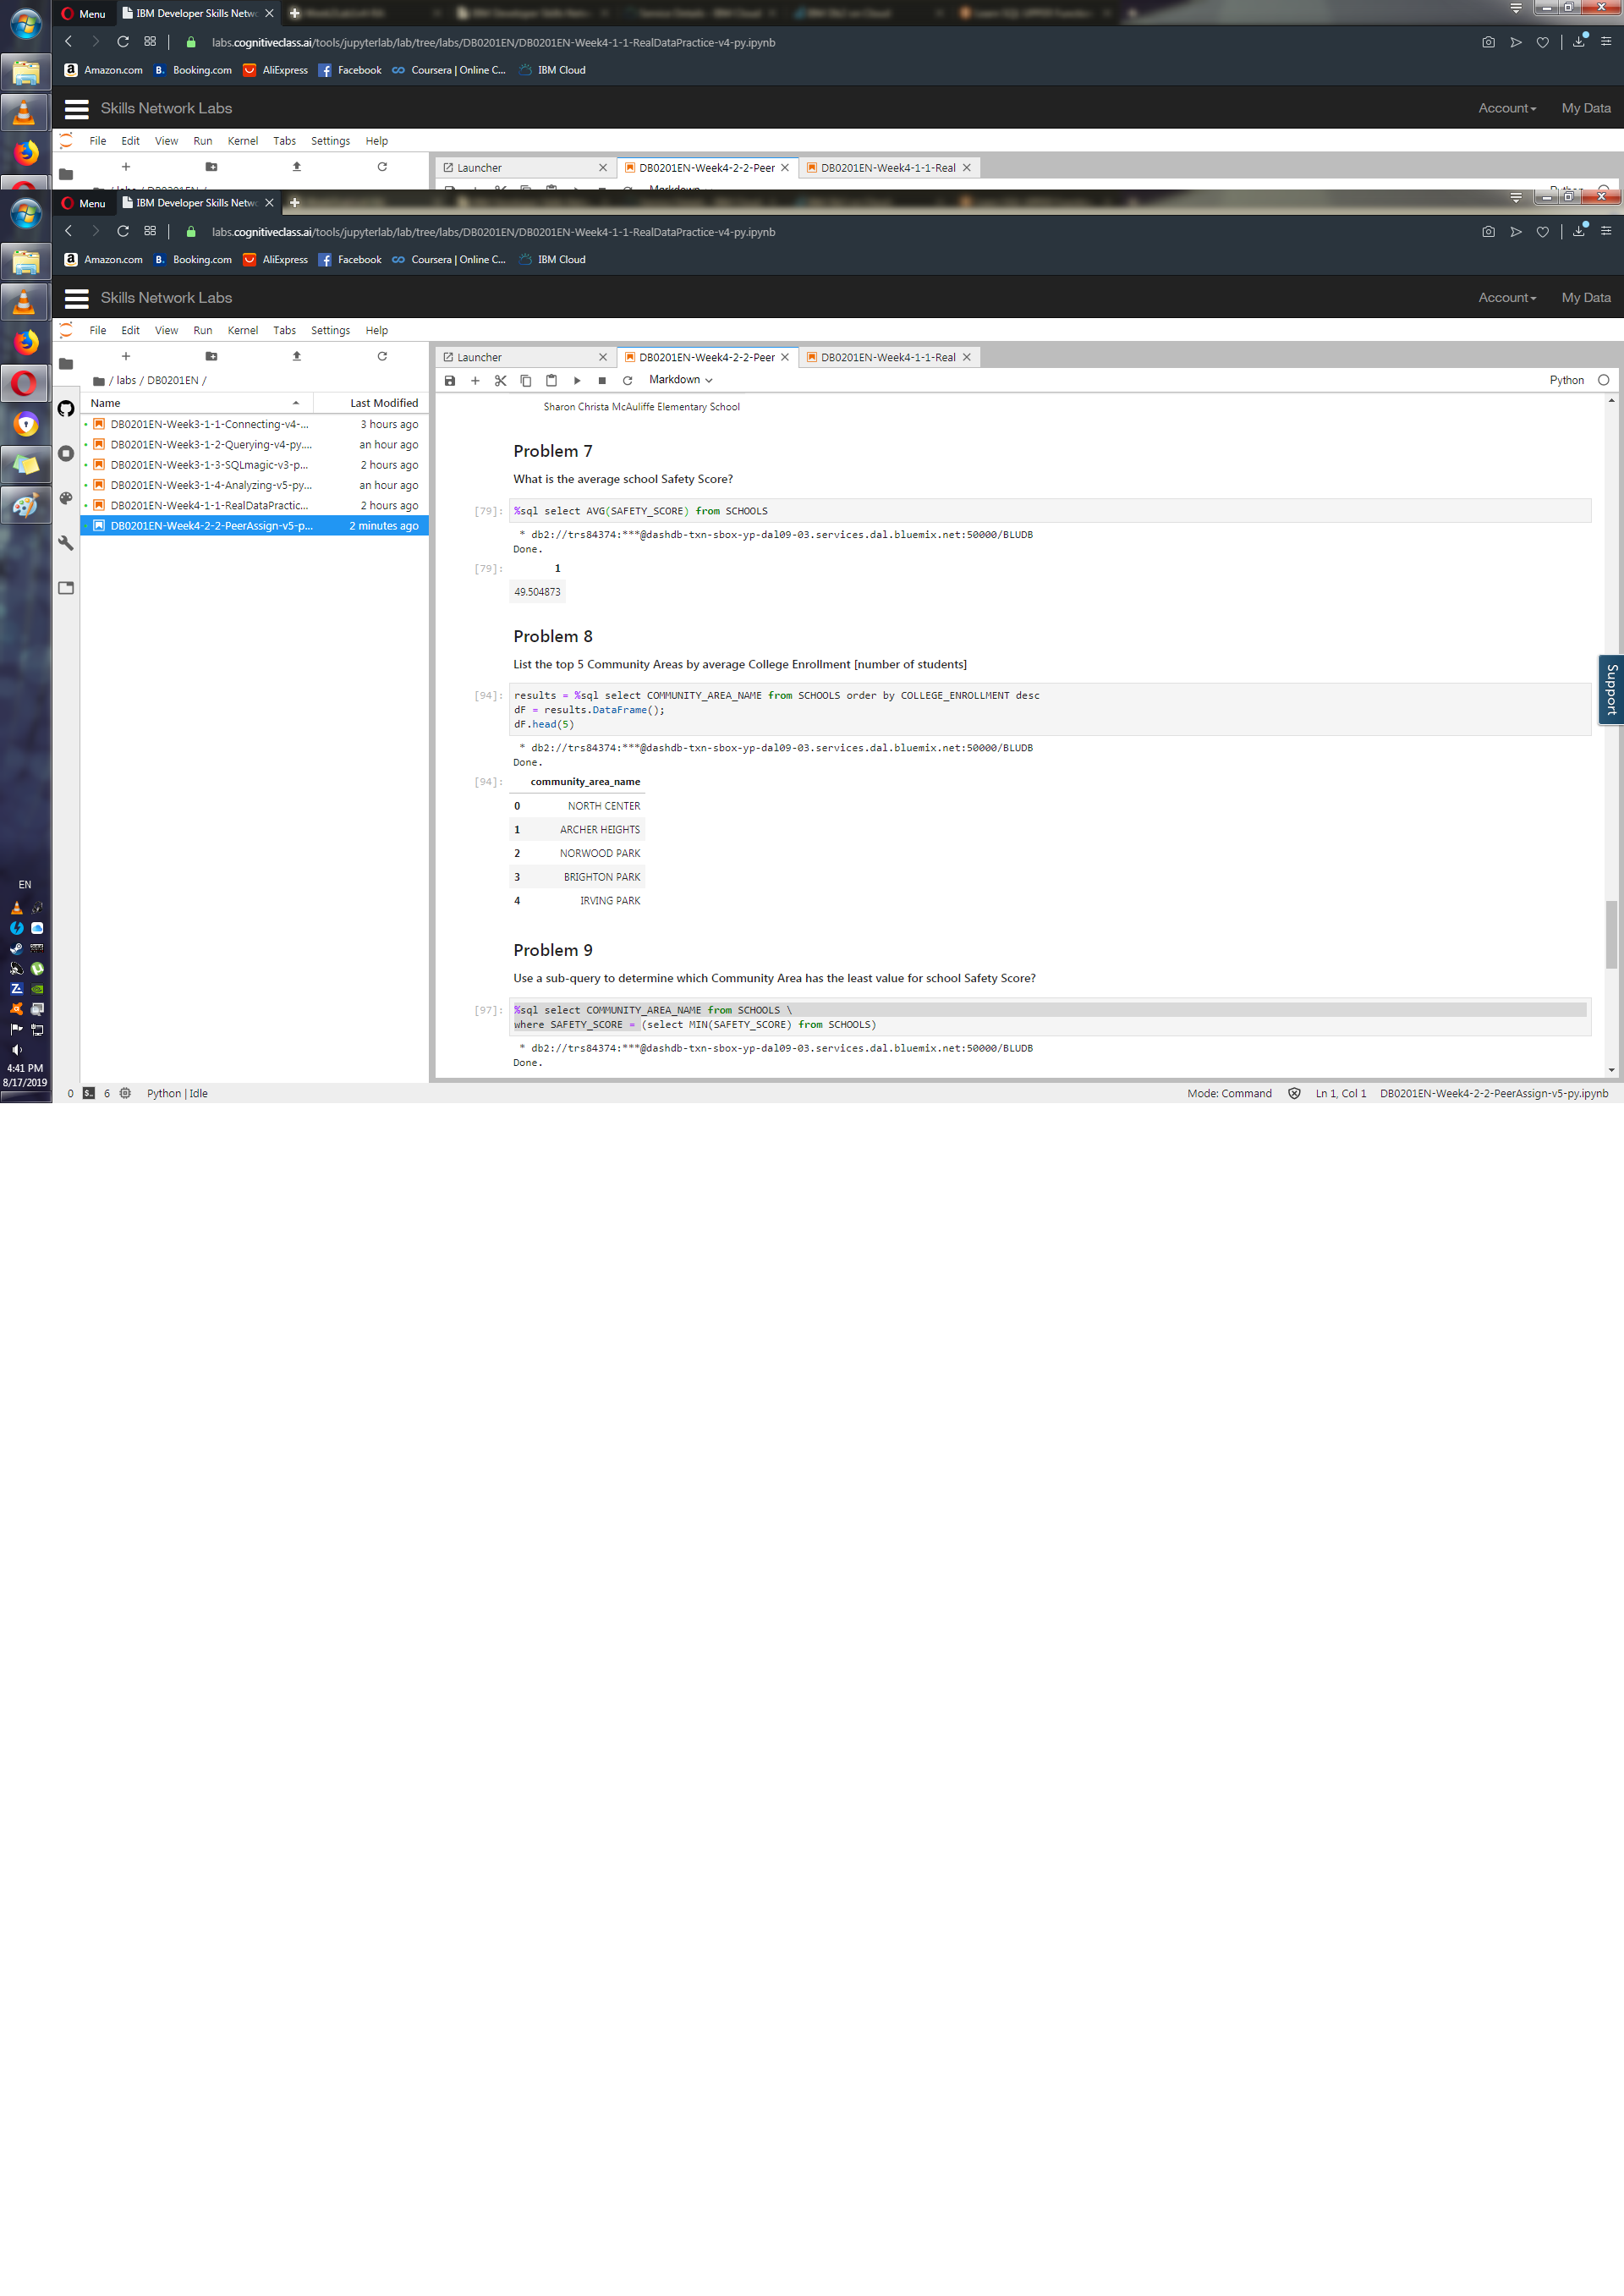 Menu
IBM Developer Skills Netwo
labs.cognitiveclass.ai/tools/jupyterlab/lab/tree/labs/DB0201EN/DB0201EN-Week4-1-1-RealDataPractice-v4-py.ipynb
Amazon.com Booking.com AliExpress Facebook Coursera | Online C... IBM Cloud
Skills Network Labs Account My Data
File Edit View Run Kernel Tabs Settings Help
Launcher DB0201EN-Week4-2-2-Peer DB0201EN-Week4-1-1-Real
Menu
IBM Developer Skills Netwo
labs.cognitiveclass.ai/tools/jupyterlab/lab/tree/labs/DB0201EN/DB0201EN-Week4-1-1-RealDataPractice-v4-py.ipynb
Amazon.com Booking.com AliExpress Facebook Coursera | Online C... IBM Cloud
Skills Network Labs Account My Data
File Edit View Run Kernel Tabs Settings Help
Launcher DB0201EN-Week4-2-2-Peer DB0201EN-Week4-1-1-Real
/ labs / DB0201EN /
Markdown Python
Name Last Modified
DB0201EN-Week3-1-1-Connecting-v4-... 3 hours ago
DB0201EN-Week3-1-2-Querying-v4-py.... an hour ago
DB0201EN-Week3-1-3-SQLmagic-v3-p... 2 hours ago
DB0201EN-Week3-1-4-Analyzing-v5-py... an hour ago
DB0201EN-Week4-1-1-RealDataPractic... 2 hours ago
DB0201EN-Week4-2-2-PeerAssign-v5-p... 2 minutes ago
Sharon Christa McAuliffe Elementary School
Problem 7
What is the average school Safety Score?
[79]: %sql select AVG(SAFETY_SCORE) from SCHOOLS
* db2://trs84374:***@dashdb-txn-sbox-yp-dal09-03.services.dal.bluemix.net:50000/BLUDB
Done.
[79]: 1
49.504873
Problem 8
List the top 5 Community Areas by average College Enrollment [number of students]
[94]: results = %sql select COMMUNITY_AREA_NAME from SCHOOLS order by COLLEGE_ENROLLMENT desc
dF = results.DataFrame();
dF.head(5)
* db2://trs84374:***@dashdb-txn-sbox-yp-dal09-03.services.dal.bluemix.net:50000/BLUDB
Done.
[94]: community_area_name
0 NORTH CENTER
1 ARCHER HEIGHTS
2 NORWOOD PARK
3 BRIGHTON PARK
4 IRVING PARK
Problem 9
Use a sub-query to determine which Community Area has the least value for school Safety Score?
[97]: %sql select COMMUNITY_AREA_NAME from SCHOOLS \
where SAFETY_SCORE = (select MIN(SAFETY_SCORE) from SCHOOLS)
* db2://trs84374:***@dashdb-txn-sbox-yp-dal09-03.services.dal.bluemix.net:50000/BLUDB
Done.
Support
EN
4:41 PM
8/17/2019
0 6 Python | Idle Mode: Command Ln 1, Col 1 DB0201EN-Week4-2-2-PeerAssign-v5-py.ipynb